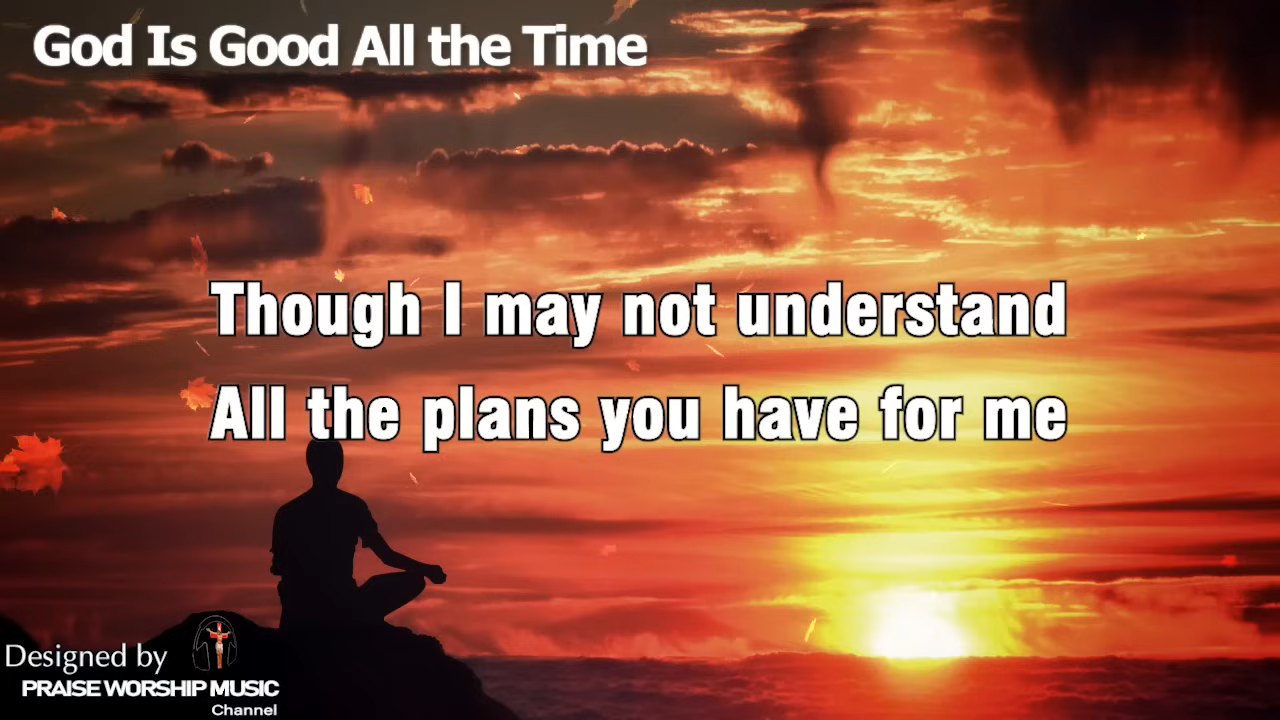 God Is Good All the Time
Though I may not understand
All the plans you have for me
Designed by
PRAISE WORSHIP MUSIC
Channel